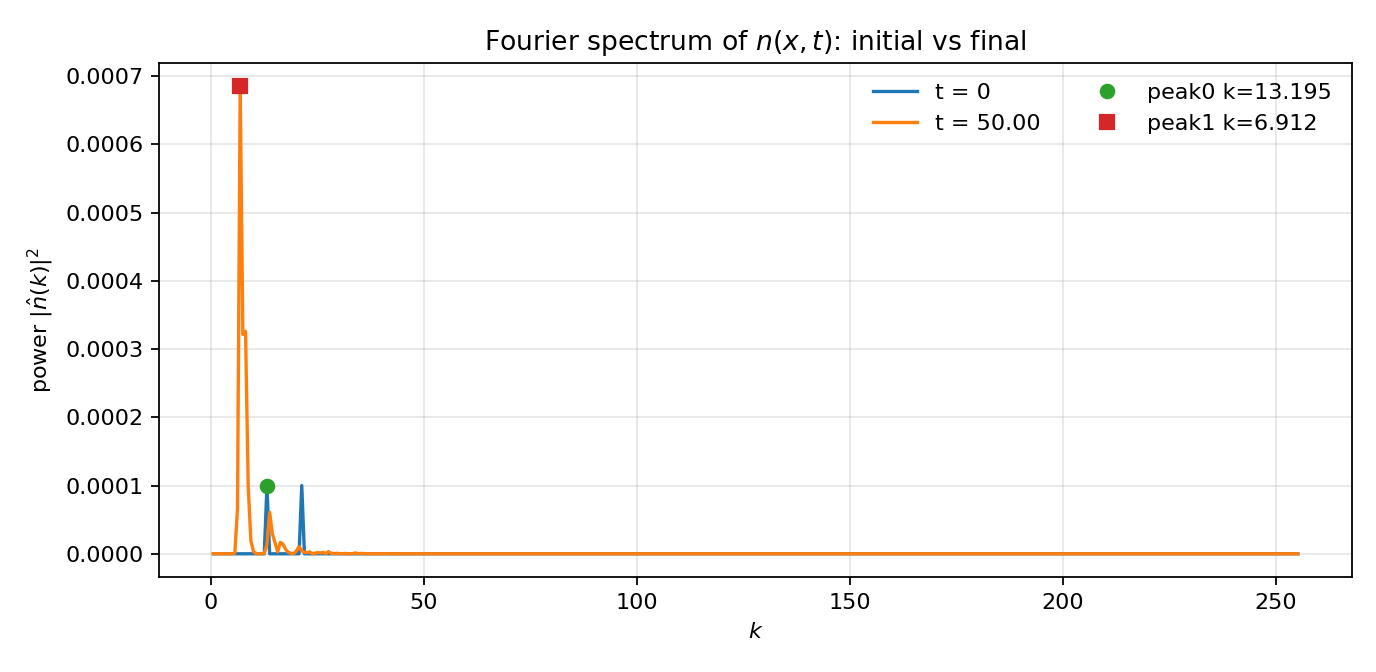 Fourier spectrum of n(x, t): initial vs final
t = 0
t = 50.00
peak0 k=13.195
peak1 k=6.912
power |n̂(k)|²
0.0007
0.0006
0.0005
0.0004
0.0003
0.0002
0.0001
0.0000
0 50 100 150 200 250
k